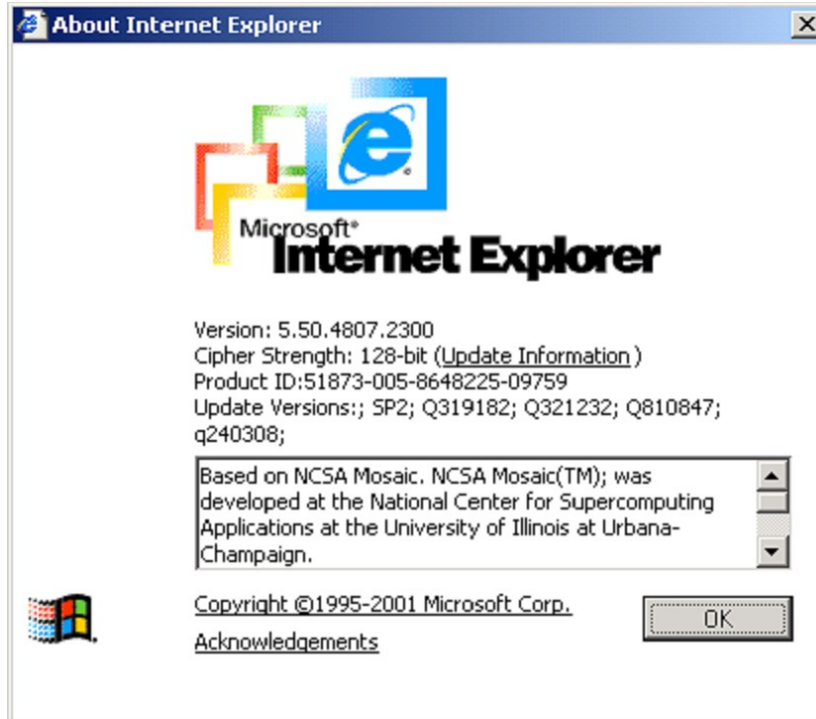 About Internet Explorer
Microsoft®
Internet Explorer
Version: 5.50.4807.2300
Cipher Strength: 128-bit (Update Information )
Product ID:51873-005-8648225-09759
Update Versions:; SP2; Q319182; Q321232; Q810847;
q240308;
Based on NCSA Mosaic. NCSA Mosaic(TM); was
developed at the National Center for Supercomputing
Applications at the University of Illinois at Urbana-
Champaign.
Copyright ©1995-2001 Microsoft Corp.
OK
Acknowledgements